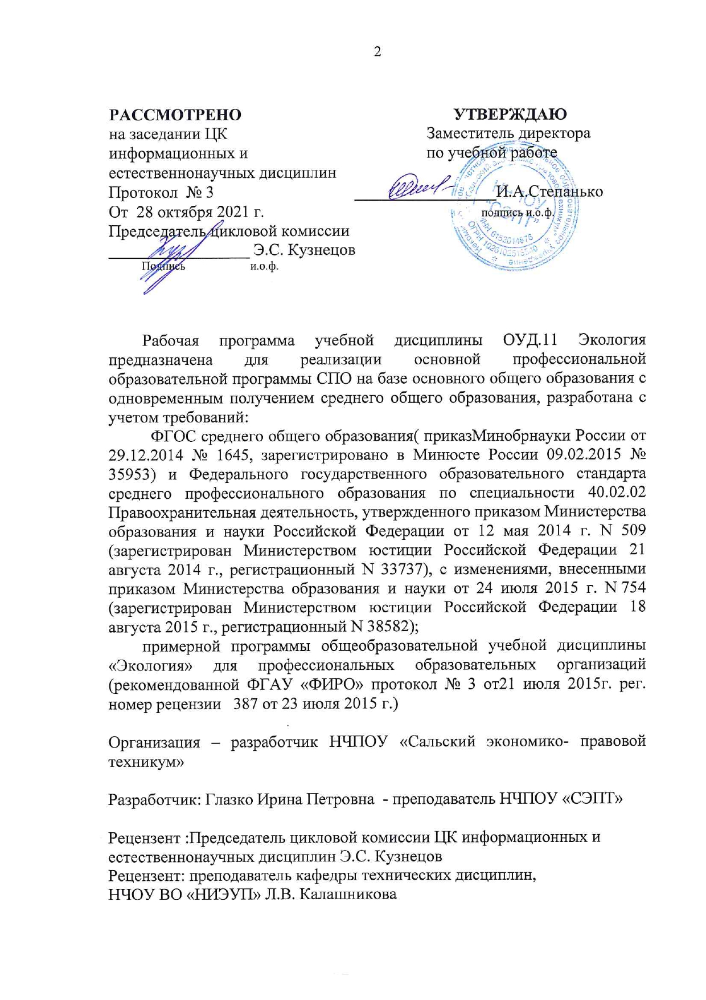 2
РАССМОТРЕНО
на заседании ЦК
информационных и
естественнонаучных дисциплин
Протокол № 3
От 28 октября 2021 г.
Председатель цикловой комиссии
Э.С. Кузнецов
Подпись и.о.ф.
УТВЕРЖДАЮ
Заместитель директора
по учебной работе
И.А.Степанько
подпись и.о.ф.
Рабочая программа учебной дисциплины ОУД.11 Экология
предназначена для реализации основной профессиональной
образовательной программы СПО на базе основного общего образования с
одновременным получением среднего общего образования, разработана с
учетом требований:
ФГОС среднего общего образования( приказМинобрнауки России от
29.12.2014 № 1645, зарегистрировано в Минюсте России 09.02.2015 №
35953) и Федерального государственного образовательного стандарта
среднего профессионального образования по специальности 40.02.02
Правоохранительная деятельность, утвержденного приказом Министерства
образования и науки Российской Федерации от 12 мая 2014 г. N 509
(зарегистрирован Министерством юстиции Российской Федерации 21
августа 2014 г., регистрационный N 33737), с изменениями, внесенными
приказом Министерства образования и науки от 24 июля 2015 г. N 754
(зарегистрирован Министерством юстиции Российской Федерации 18
августа 2015 г., регистрационный N 38582);
примерной программы общеобразовательной учебной дисциплины
«Экология» для профессиональных образовательных организаций
(рекомендованной ФГАУ «ФИРО» протокол № 3 от21 июля 2015г. рег.
номер рецензии 387 от 23 июля 2015 г.)
Организация – разработчик НЧПОУ «Сальский экономико- правовой
техникум»
Разработчик: Глазко Ирина Петровна - преподаватель НЧПОУ «СЭПТ»
Рецензент :Председатель цикловой комиссии ЦК информационных и
естественнонаучных дисциплин Э.С. Кузнецов
Рецензент: преподаватель кафедры технических дисциплин,
НЧОУ ВО «НИЭУП» Л.В. Калашникова